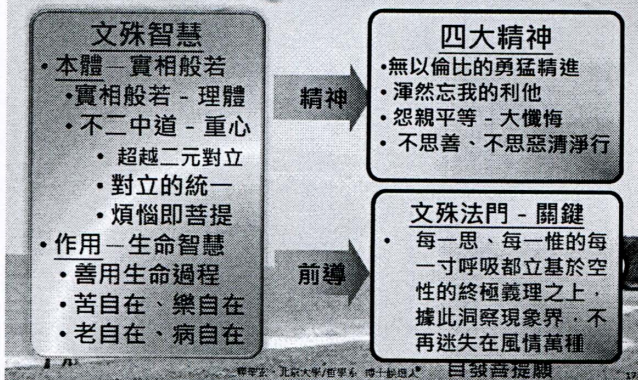 文殊智慧
• 本體－實相般若
• 實相般若 - 理體
• 不二中道 - 重心
• 超越二元對立
• 對立的統一
• 煩惱即菩提
• 作用－生命智慧
• 善用生命過程
• 苦自在、樂自在
• 老自在、病自在
精神
前導
四大精神
• 無以倫比的勇猛精進
• 渾然忘我的利他
• 怨親平等 - 大懺悔
• 不思善、不思惡清淨行
文殊法門 - 關鍵
• 每一思、每一惟的每
一寸呼吸都立基於空
性的終極義理之上，
據此洞察現象界，不
再迷失在風情萬種
自發菩提願
北京大學/哲學系 博士候選人